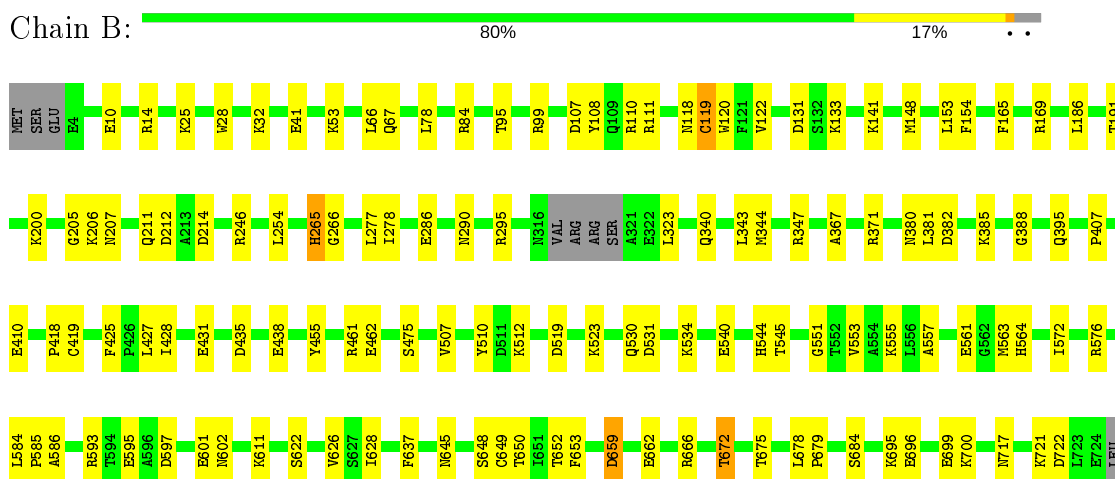 Chain B:
80% 17% • •
MET SER GLU E4 E10 R14 K25 W28 K32 E41 K53 L66 Q67 L78 R84 T95 R99 D107 Y108 Q109 R110 R111 N118 C119 W120 F121 V122 D131 S132 K133 K141 M148 L153 F154 F165 R169 L186 T191
K200 G205 K206 N207 Q211 D212 A213 D214 R246 L254 H265 G266 L277 I278 E286 N290 R295 N316 VAL ARG ARG SER A321 E322 L323 Q340 L343 M344 R347 A367 R371 N380 L381 D382 K385 G388 Q395 P407
E410 P418 C419 F425 P426 L427 I428 E431 D435 E438 Y455 R461 E462 S475 V507 Y510 D511 K512 D519 K523 Q530 D531 K534 E540 H544 T545 G551 T552 V553 A554 K555 L556 A557 E561 G562 M563 H564 I572 R576
L584 P585 A586 R593 T594 E595 A596 D597 E601 N602 K611 S622 V626 S627 I628 F637 N645 S648 C649 T650 I651 T652 F653 D659 E662 R666 T672 T675 L678 P679 S684 K695 E696 E699 K700 N717 K721 D722 L723 E724 LEU